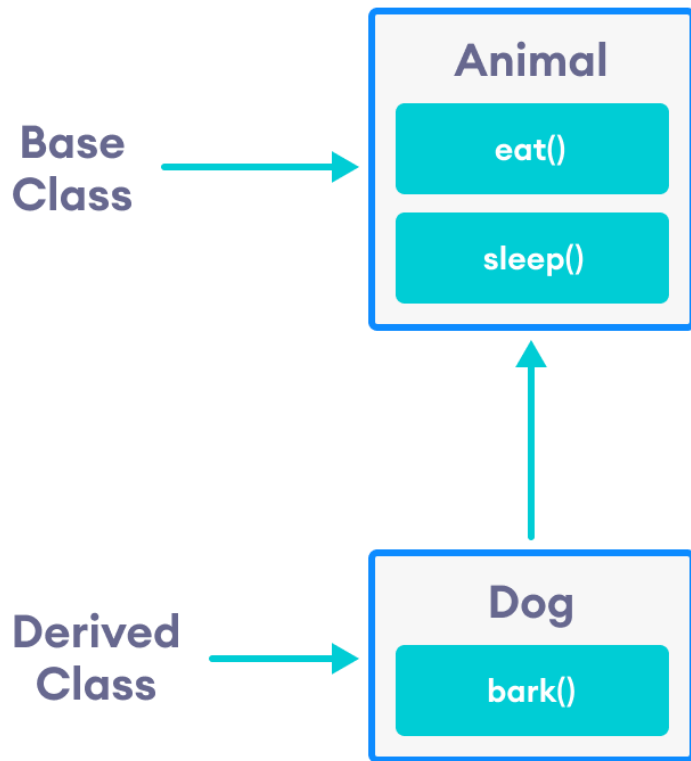 Animal
eat()
sleep()
Base
Class
Dog
bark()
Derived
Class